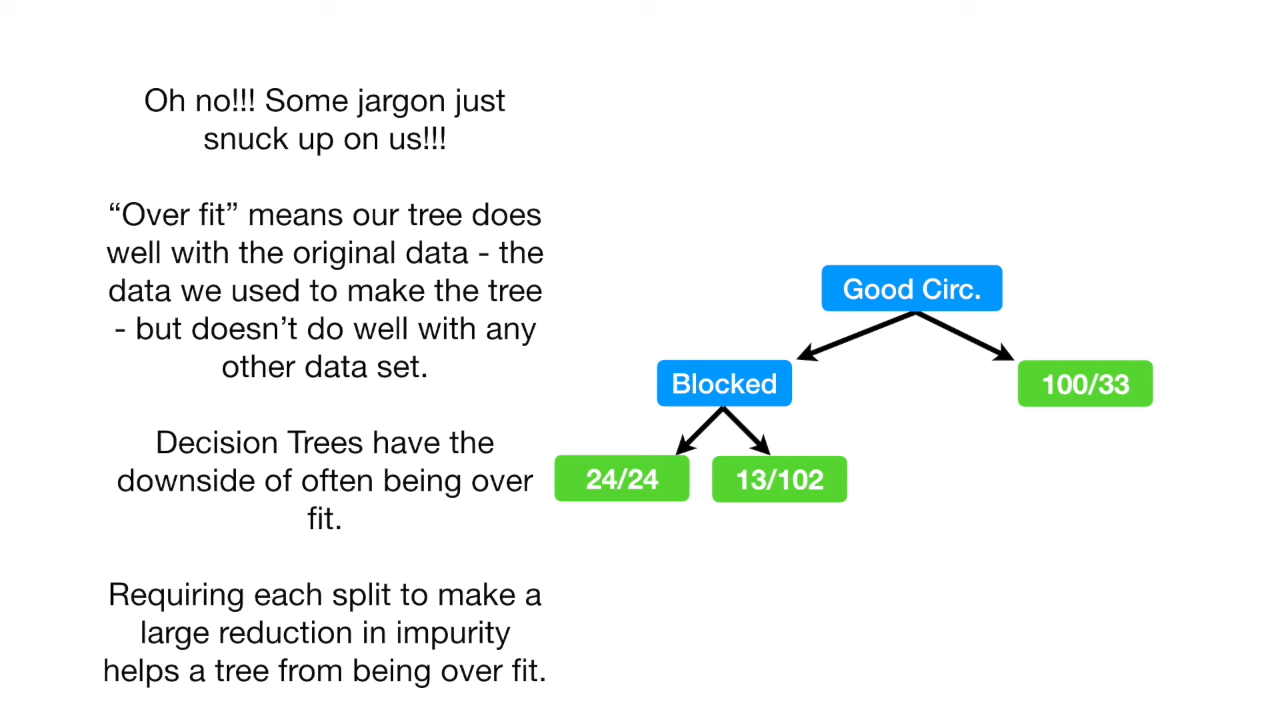 Oh no!!! Some jargon just
snuck up on us!!!
“Over fit” means our tree does
well with the original data - the
data we used to make the tree
- but doesn’t do well with any
other data set.
Decision Trees have the
downside of often being over
fit.
Requiring each split to make a
large reduction in impurity
helps a tree from being over fit.
Good Circ.
Blocked
100/33
24/24
13/102